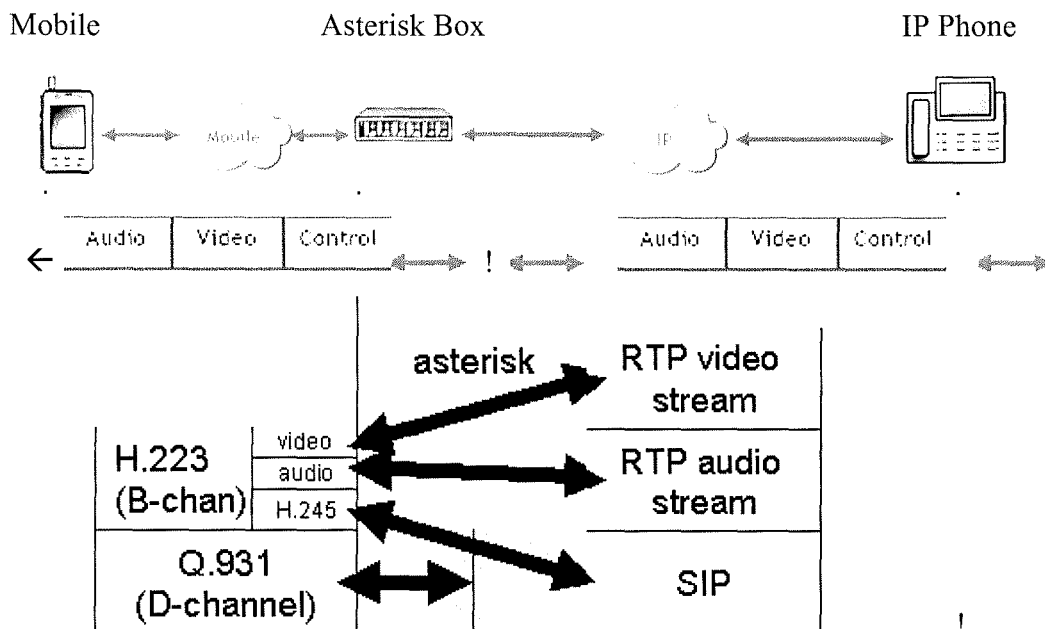 Mobile Asterisk Box IP Phone
Mobile IP
Audio Video Control Audio Video Control
← !
asterisk
RTP video
stream
video
H.223
(B-chan)
audio
H.245
RTP audio
stream
Q.931
(D-channel)
SIP
!